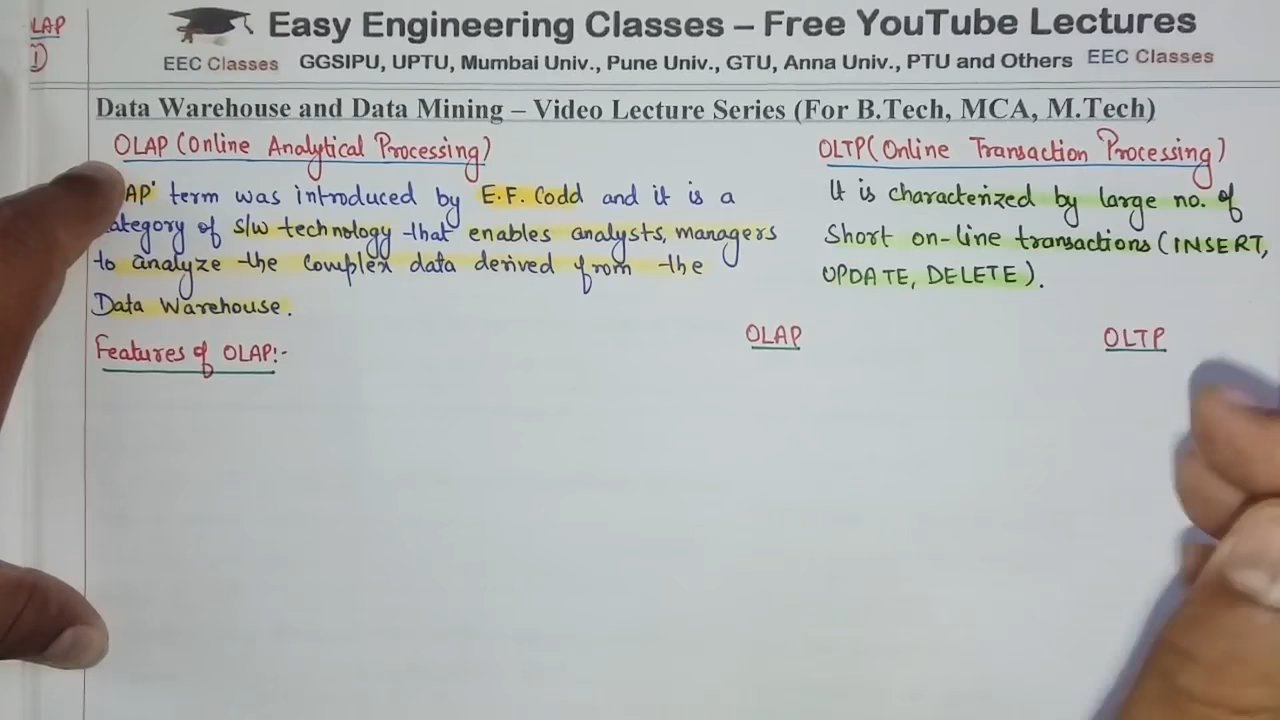 LAP
1)
Easy Engineering Classes – Free YouTube Lectures
EEC Classes GGSIPU, UPTU, Mumbai Univ., Pune Univ., GTU, Anna Univ., PTU and Others EEC Classes
Data Warehouse and Data Mining – Video Lecture Series (For B.Tech, MCA, M.Tech)
OLAP (Online Analytical Processing)
AP' term was introduced by E.F. Codd and it is a
ategory of s/w technology that enables analysts, managers
to analyze the complex data derived from the
Data Warehouse.
Features of OLAP:-
OLTP (Online Transaction Processing)
It is characterized by large no. of
Short on-line transactions (INSERT,
UPDATE, DELETE).
OLAP
OLTP